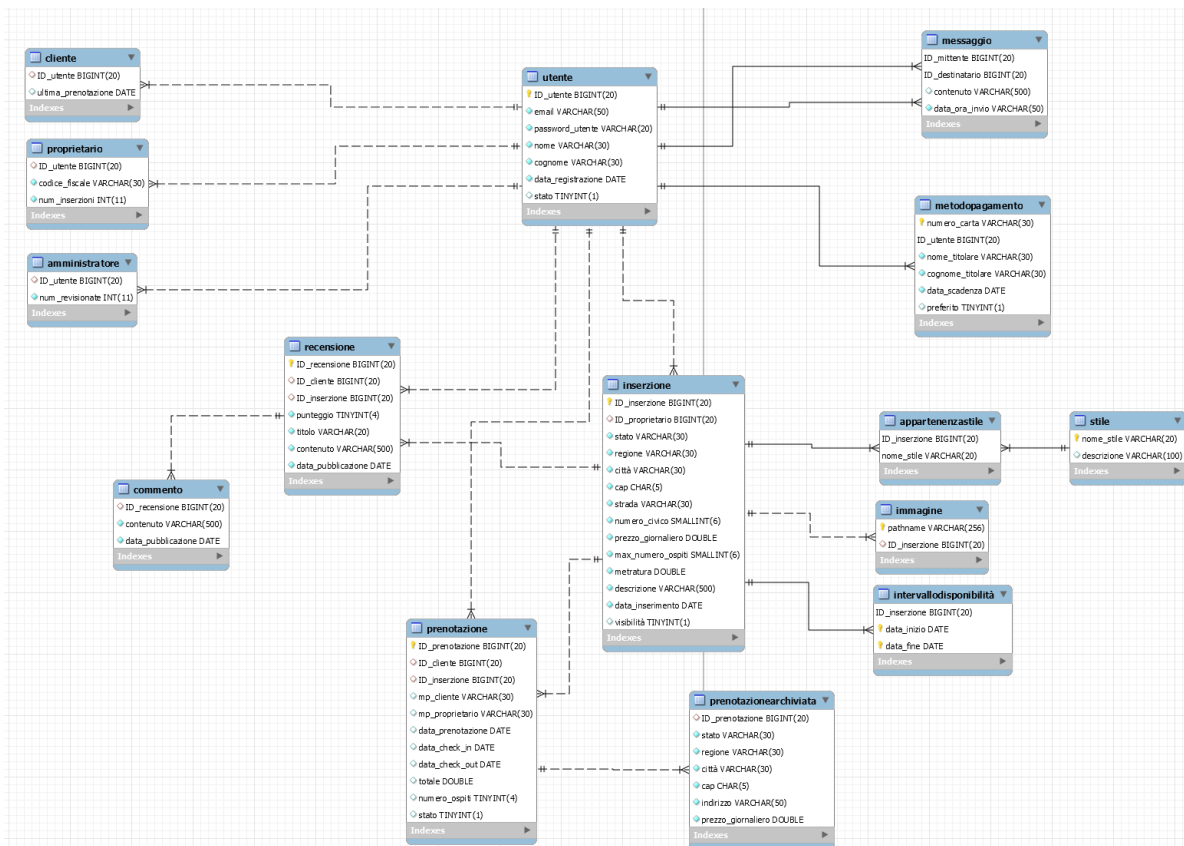 cliente
ID_utente BIGINT(20)
ultima_prenotazione DATE
Indexes
proprietario
ID_utente BIGINT(20)
codice_fiscale VARCHAR(30)
num_inserzioni INT(11)
Indexes
amministratore
ID_utente BIGINT(20)
num_revisionate INT(11)
Indexes
utente
ID_utente BIGINT(20)
email VARCHAR(50)
password_utente VARCHAR(20)
nome VARCHAR(30)
cognome VARCHAR(30)
data_registrazione DATE
stato TINYINT(1)
Indexes
messaggio
ID_mittente BIGINT(20)
ID_destinatario BIGINT(20)
contenuto VARCHAR(500)
data_ora_invio VARCHAR(50)
Indexes
metodopagamento
numero_carta VARCHAR(30)
ID_utente BIGINT(20)
nome_titolare VARCHAR(30)
cognome_titolare VARCHAR(30)
data_scadenza DATE
preferito TINYINT(1)
Indexes
recensione
ID_recensione BIGINT(20)
ID_cliente BIGINT(20)
ID_inserzione BIGINT(20)
punteggio TINYINT(4)
titolo VARCHAR(20)
contenuto VARCHAR(500)
data_pubblicazione DATE
Indexes
commento
ID_recensione BIGINT(20)
contenuto VARCHAR(500)
data_pubblicazione DATE
Indexes
inserzione
ID_inserzione BIGINT(20)
ID_proprietario BIGINT(20)
stato VARCHAR(30)
regione VARCHAR(30)
città VARCHAR(30)
cap CHAR(5)
strada VARCHAR(30)
numero_civico SMALLINT(6)
prezzo_giornaliero DOUBLE
max_numero_ospiti SMALLINT(6)
metratura DOUBLE
descrizione VARCHAR(500)
data_inserimento DATE
visibilità TINYINT(1)
Indexes
appartenenzastile
ID_inserzione BIGINT(20)
nome_stile VARCHAR(20)
Indexes
stile
nome_stile VARCHAR(20)
descrizione VARCHAR(100)
Indexes
immagine
pathname VARCHAR(256)
ID_inserzione BIGINT(20)
Indexes
intervallodisponibilità
ID_inserzione BIGINT(20)
data_inizio DATE
data_fine DATE
Indexes
prenotazione
ID_prenotazione BIGINT(20)
ID_cliente BIGINT(20)
ID_inserzione BIGINT(20)
mp_cliente VARCHAR(30)
mp_proprietario VARCHAR(30)
data_prenotazione DATE
data_check_in DATE
data_check_out DATE
totale DOUBLE
numero_ospiti TINYINT(4)
stato TINYINT(1)
Indexes
prenotazionearchiviata
ID_prenotazione BIGINT(20)
stato VARCHAR(30)
regione VARCHAR(30)
città VARCHAR(30)
cap CHAR(5)
indirizzo VARCHAR(50)
prezzo_giornaliero DOUBLE
Indexes